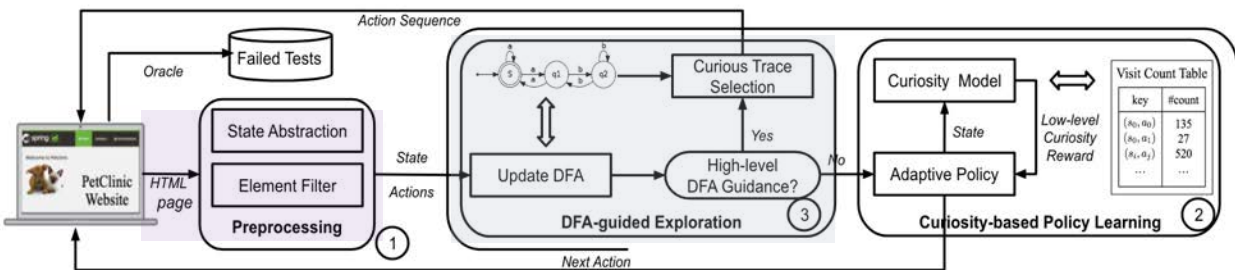 Action Sequence
Failed Tests
Oracle
spring
Welcome to PetClinic
PetClinic
Website
HTML
page
State Abstraction
Element Filter
Preprocessing
1
State
Actions
a
b
S
a
q1
b
q2
a
b
Update DFA
Curious Trace
Selection
Yes
High-level
DFA Guidance?
No
DFA-guided Exploration
3
Curiosity Model
State
Adaptive Policy
Low-level
Curiosity
Reward
Visit Count Table
key #count
(s₀, a₀) 135
(s₀, a₁) 27
(sᵢ, aⱼ) 520
... ...
Curiosity-based Policy Learning
2
Next Action